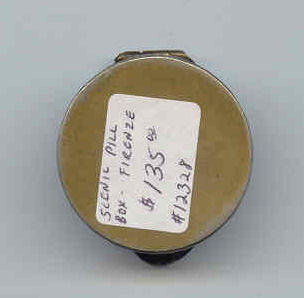 SCENIC PILL
BOX - FIRENZE
$135.00
#12328